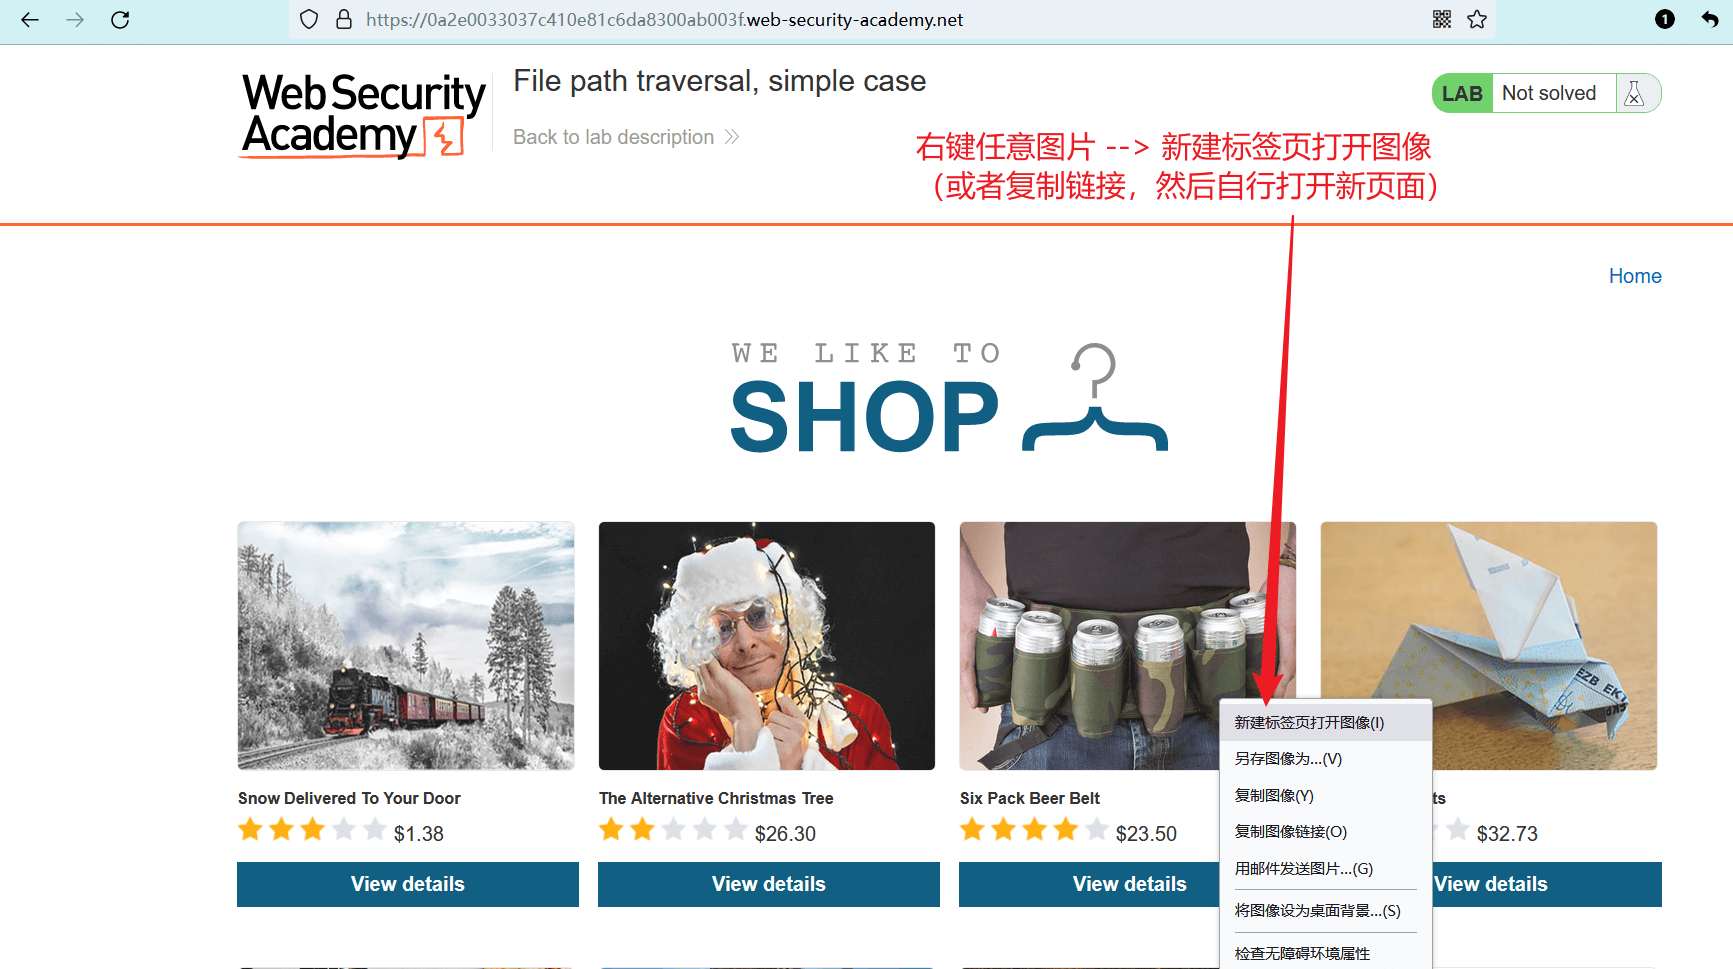 https://0a2e0033037c410e81c6da8300ab003f.web-security-academy.net
1
Web Security
Academy
File path traversal, simple case
Back to lab description
LAB Not solved
右键任意图片 --> 新建标签页打开图像
（或者复制链接，然后自行打开新页面）
Home
WE LIKE TO
SHOP
EZB EK
Snow Delivered To Your Door
$1.38
View details
The Alternative Christmas Tree
$26.30
View details
Six Pack Beer Belt
$23.50
View details
ts
$32.73
View details
新建标签页打开图像(I)
另存图像为...(V)
复制图像(Y)
复制图像链接(O)
用邮件发送图片...(G)
将图像设为桌面背景...(S)
检查无障碍环境属性